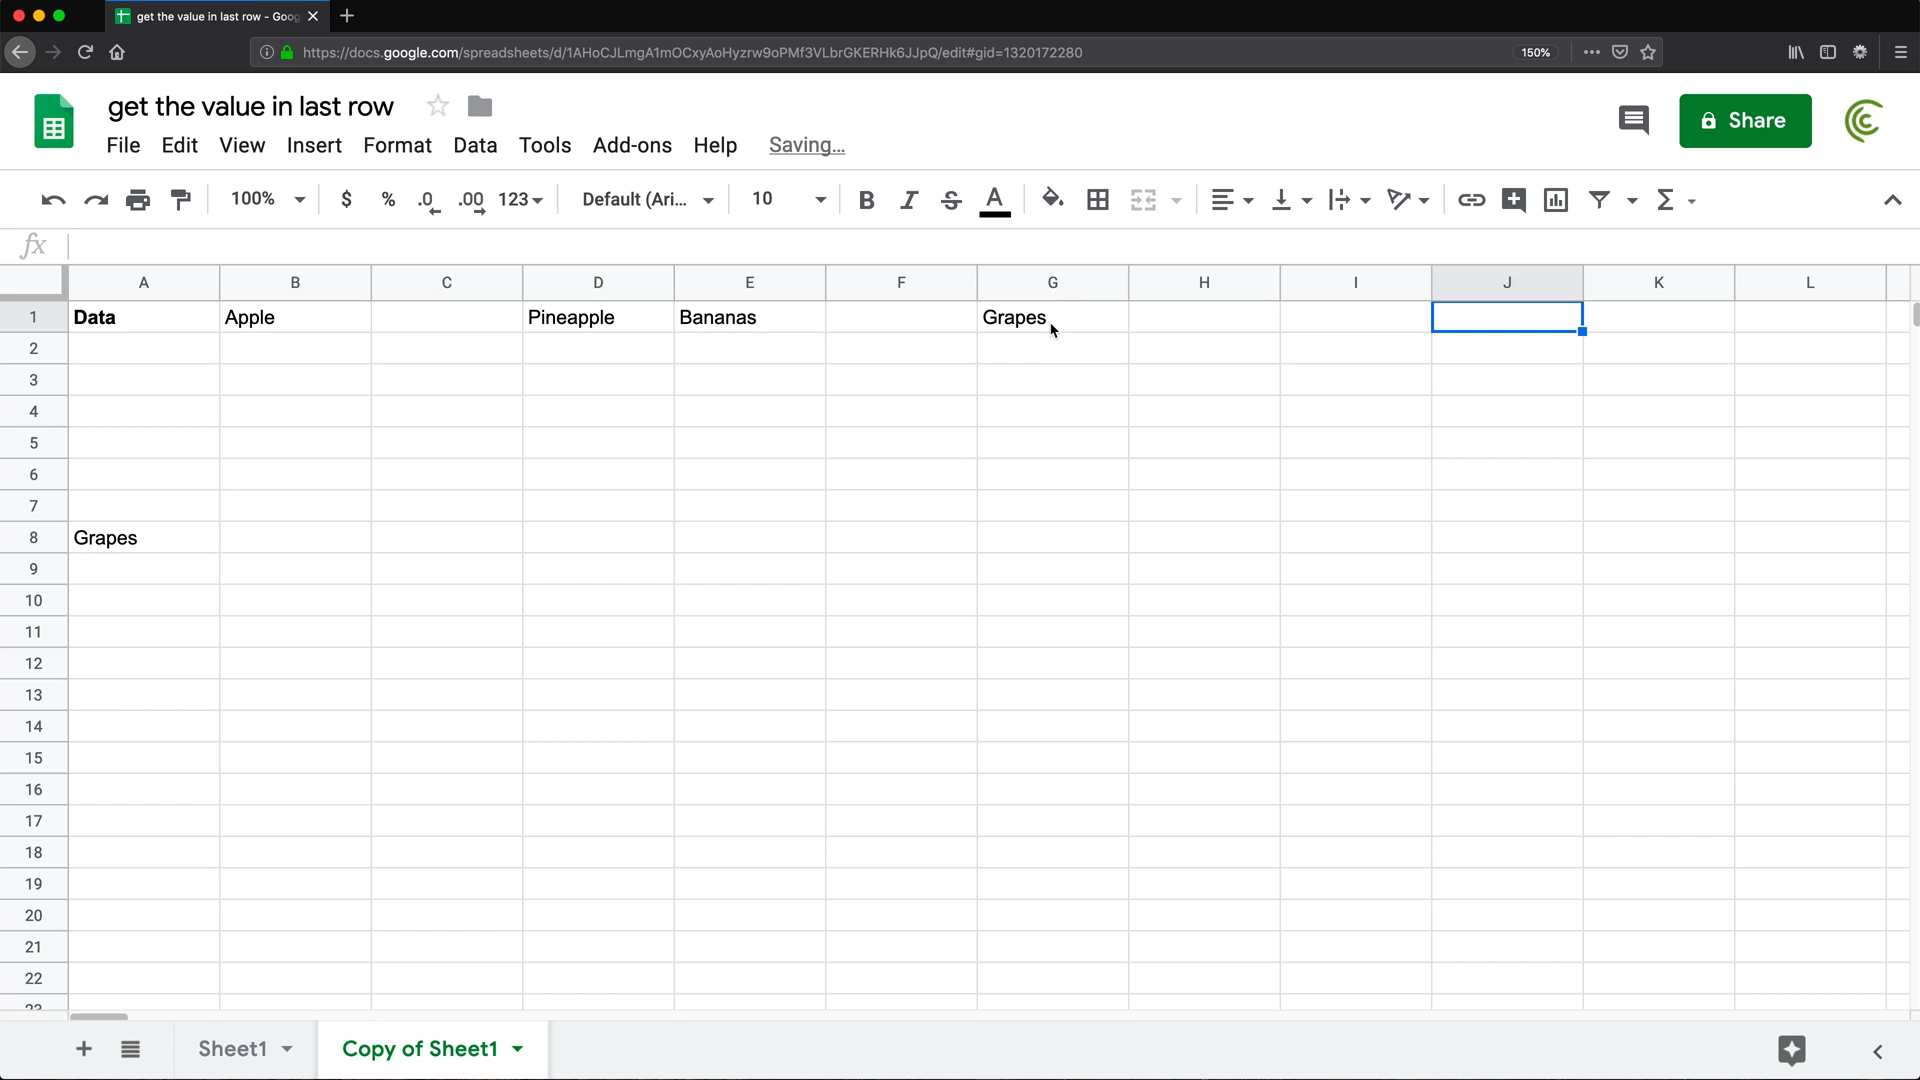 get the value in last row - Goog
https://docs.google.com/spreadsheets/d/1AHoCJLmgA1mOCxyAoHyzrw9oPMf3VLbrGKERHk6JJpQ/edit#gid=1320172280
150%
get the value in last row
Share
File Edit View Insert Format Data Tools Add-ons Help Saving...
100% $ % .0 .00 123 Default (Ari... 10 B I S A Σ
fx
A B C D E F G H I J K L
1 Data Apple Pineapple Bananas Grapes
2
3
4
5
6
7
8 Grapes
9
10
11
12
13
14
15
16
17
18
19
20
21
22
23
Sheet1 Copy of Sheet1